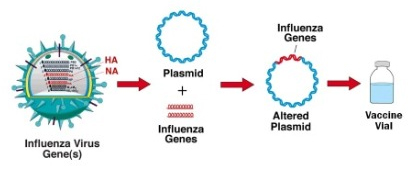 HA
NA
Influenza Virus
Gene(s)
Plasmid
+
Influenza
Genes
Influenza
Genes
Altered
Plasmid
Vaccine
Vial